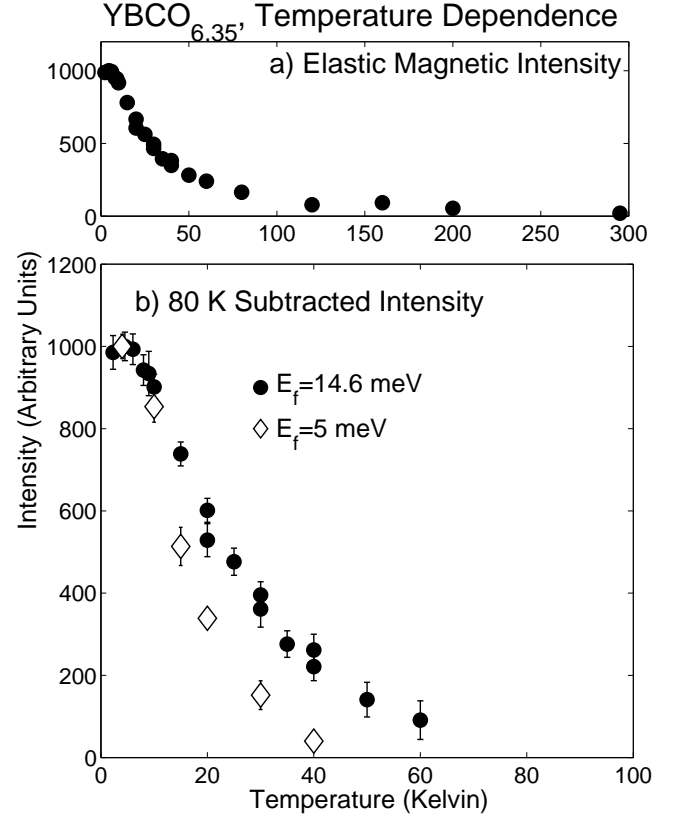 YBCO6.35, Temperature Dependence
a) Elastic Magnetic Intensity
1000
500
0
0 50 100 150 200 250 300
b) 80 K Subtracted Intensity
Ef=14.6 meV
Ef=5 meV
1200
1000
800
600
400
200
0
0 20 40 60 80 100
Intensity (Arbitrary Units)
Temperature (Kelvin)